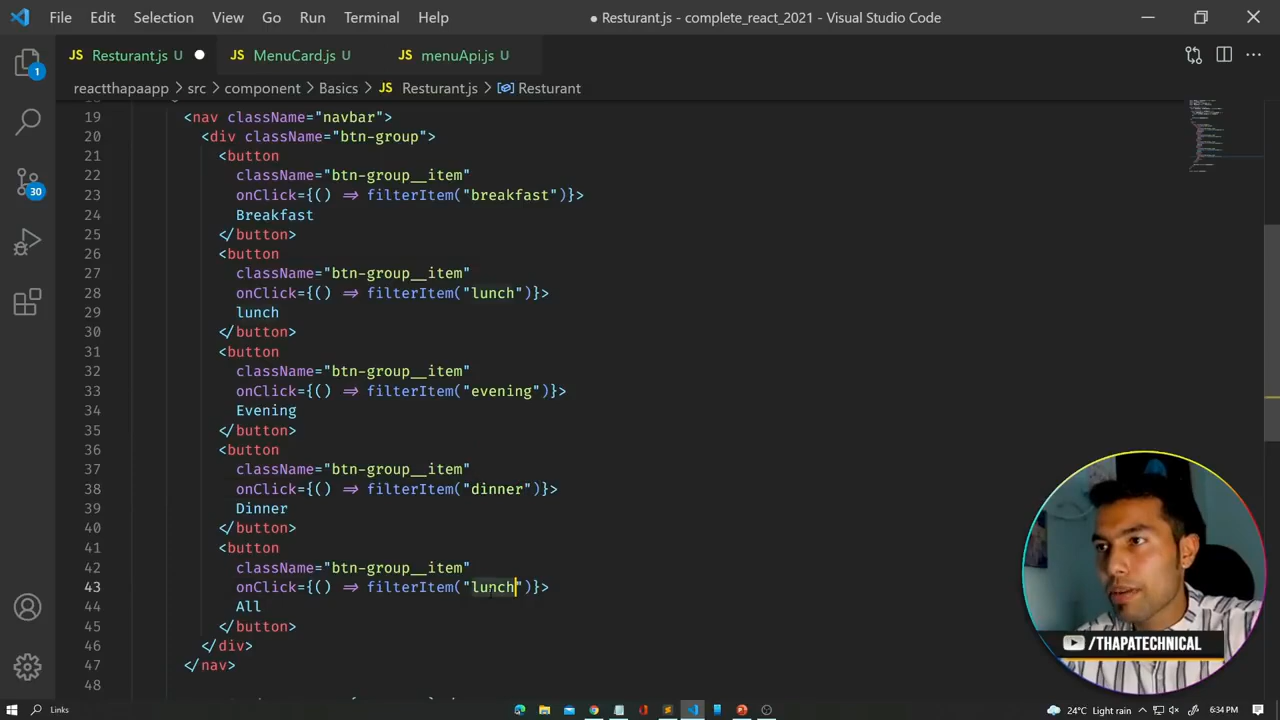 File Edit Selection View Go Run Terminal Help
● Resturant.js - complete_react_2021 - Visual Studio Code
JS Resturant.js U ●
JS MenuCard.js U
JS menuApi.js U
reactthapaapp > src > component > Basics > JS Resturant.js > Resturant
19 <nav className="navbar">
20 <div className="btn-group">
21 <button
22 className="btn-group__item"
23 onClick={() => filterItem("breakfast")}>
24 Breakfast
25 </button>
26 <button
27 className="btn-group__item"
28 onClick={() => filterItem("lunch")}>
29 lunch
30 </button>
31 <button
32 className="btn-group__item"
33 onClick={() => filterItem("evening")}>
34 Evening
35 </button>
36 <button
37 className="btn-group__item"
38 onClick={() => filterItem("dinner")}>
39 Dinner
40 </button>
41 <button
42 className="btn-group__item"
43 onClick={() => filterItem("lunch")}>
44 All
45 </button>
46 </div>
47 </nav>
48
1
30
/THAPATECHNICAL
Links
24°C Light rain
6:34 PM